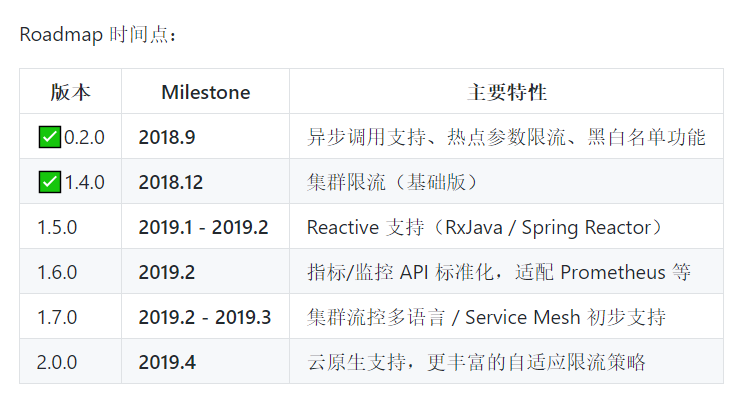 Roadmap 时间点：
版本 Milestone 主要特性
✅0.2.0 2018.9 异步调用支持、热点参数限流、黑白名单功能
✅1.4.0 2018.12 集群限流（基础版）
1.5.0 2019.1 - 2019.2 Reactive 支持（RxJava / Spring Reactor）
1.6.0 2019.2 指标/监控 API 标准化，适配 Prometheus 等
1.7.0 2019.2 - 2019.3 集群流控多语言 / Service Mesh 初步支持
2.0.0 2019.4 云原生支持，更丰富的自适应限流策略